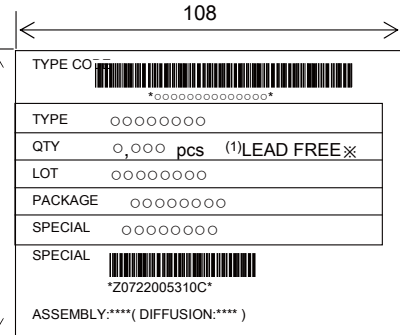 108
TYPE CODE
*○○○○○○○○○○○○○○*
TYPE ○○○○○○○○
QTY ○,○○○ pcs (1)LEAD FREE※
LOT ○○○○○○○○
PACKAGE ○○○○○○○○
SPECIAL ○○○○○○○○
SPECIAL
*Z0722005310C*
ASSEMBLY:****( DIFFUSION:**** )